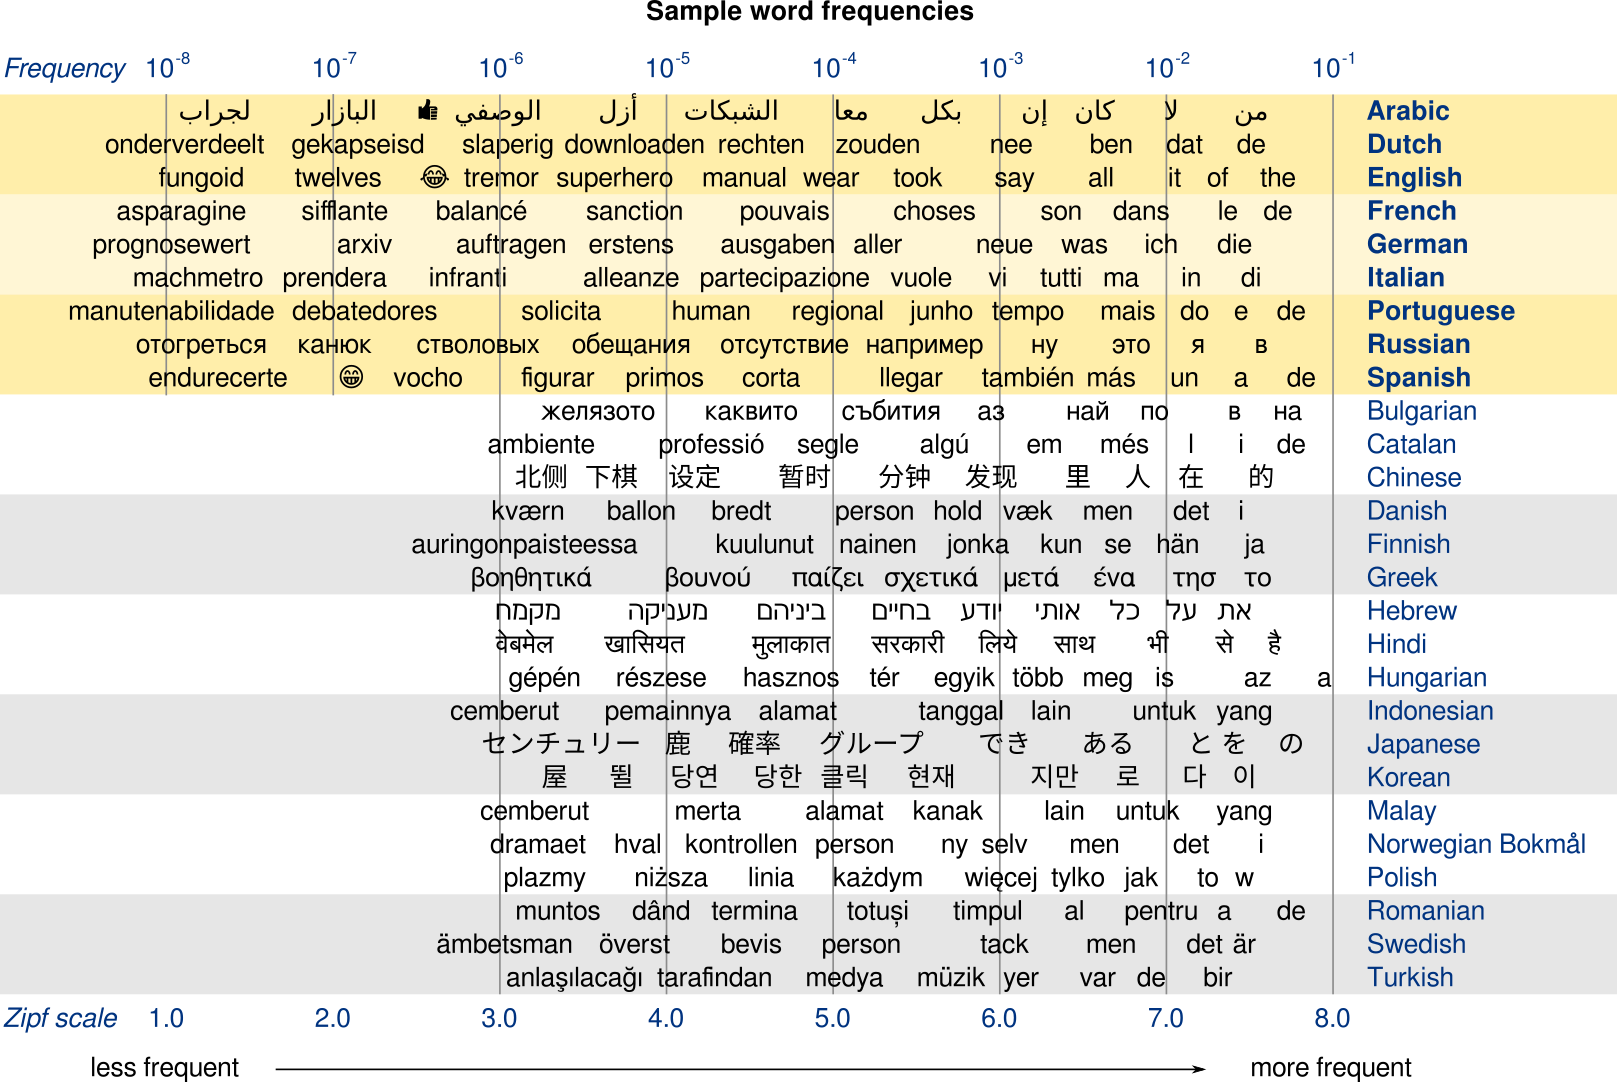 Sample word frequencies
Frequency 10-8 10-7 10-6 10-5 10-4 10-3 10-2 10-1
لجراب البازار 👍 الوصفي أزل الشبكات معا بكل إن كان لا من Arabic
onderverdeelt gekapseisd slaperig downloaden rechten zouden nee ben dat de Dutch
fungoid twelves 😂 tremor superhero manual wear took say all it of the English
asparagine sifflante balancé sanction pouvais choses son dans le de French
prognosewert arxiv auftragen erstens ausgaben aller neue was ich die German
machmetro prendera infranti alleanze partecipazione vuole vi tutti ma in di Italian
manutenabilidade debatedores solicita human regional junho tempo mais do e de Portuguese
отогреться канюк стволовых обещания отсутствие например ну это я в Russian
endurecerte 😁 vocho figurar primos corta llegar también más un a de Spanish
желязото каквито събития аз най по в на Bulgarian
ambiente professió segle algú em més l i de Catalan
北侧 下棋 设定 暂时 分钟 发现 里 人 在 的 Chinese
kværn ballon bredt person hold væk men det i Danish
auringonpaisteessa kuulunut nainen jonka kun se hän ja Finnish
βοηθητικά βουνού παίζει σχετικά μετά ένα τησ το Greek
מקמח מעניקה ביניהם בחיים יודע אותי כל על את Hebrew
वेबमेल खासियत मुलाकात सरकारी लिये साथ भी से है Hindi
gépén részese hasznos tér egyik több meg is az a Hungarian
cemberut pemainnya alamat tanggal lain untuk yang Indonesian
センチュリー 鹿 確率 グループ でき ある と を の Japanese
屋 뛸 당연 당한 클릭 현재 지만 로 다 이 Korean
cemberut merta alamat kanak lain untuk yang Malay
dramaet hval kontrollen person ny selv men det i Norwegian Bokmål
plazmy niższa linia każdym więcej tylko jak to w Polish
muntos dând termina totuși timpul al pentru a de Romanian
ämbetsman överst bevis person tack men det är Swedish
anlaşılacağı tarafından medya müzik yer var de bir Turkish
Zipf scale 1.0 2.0 3.0 4.0 5.0 6.0 7.0 8.0
less frequent more frequent